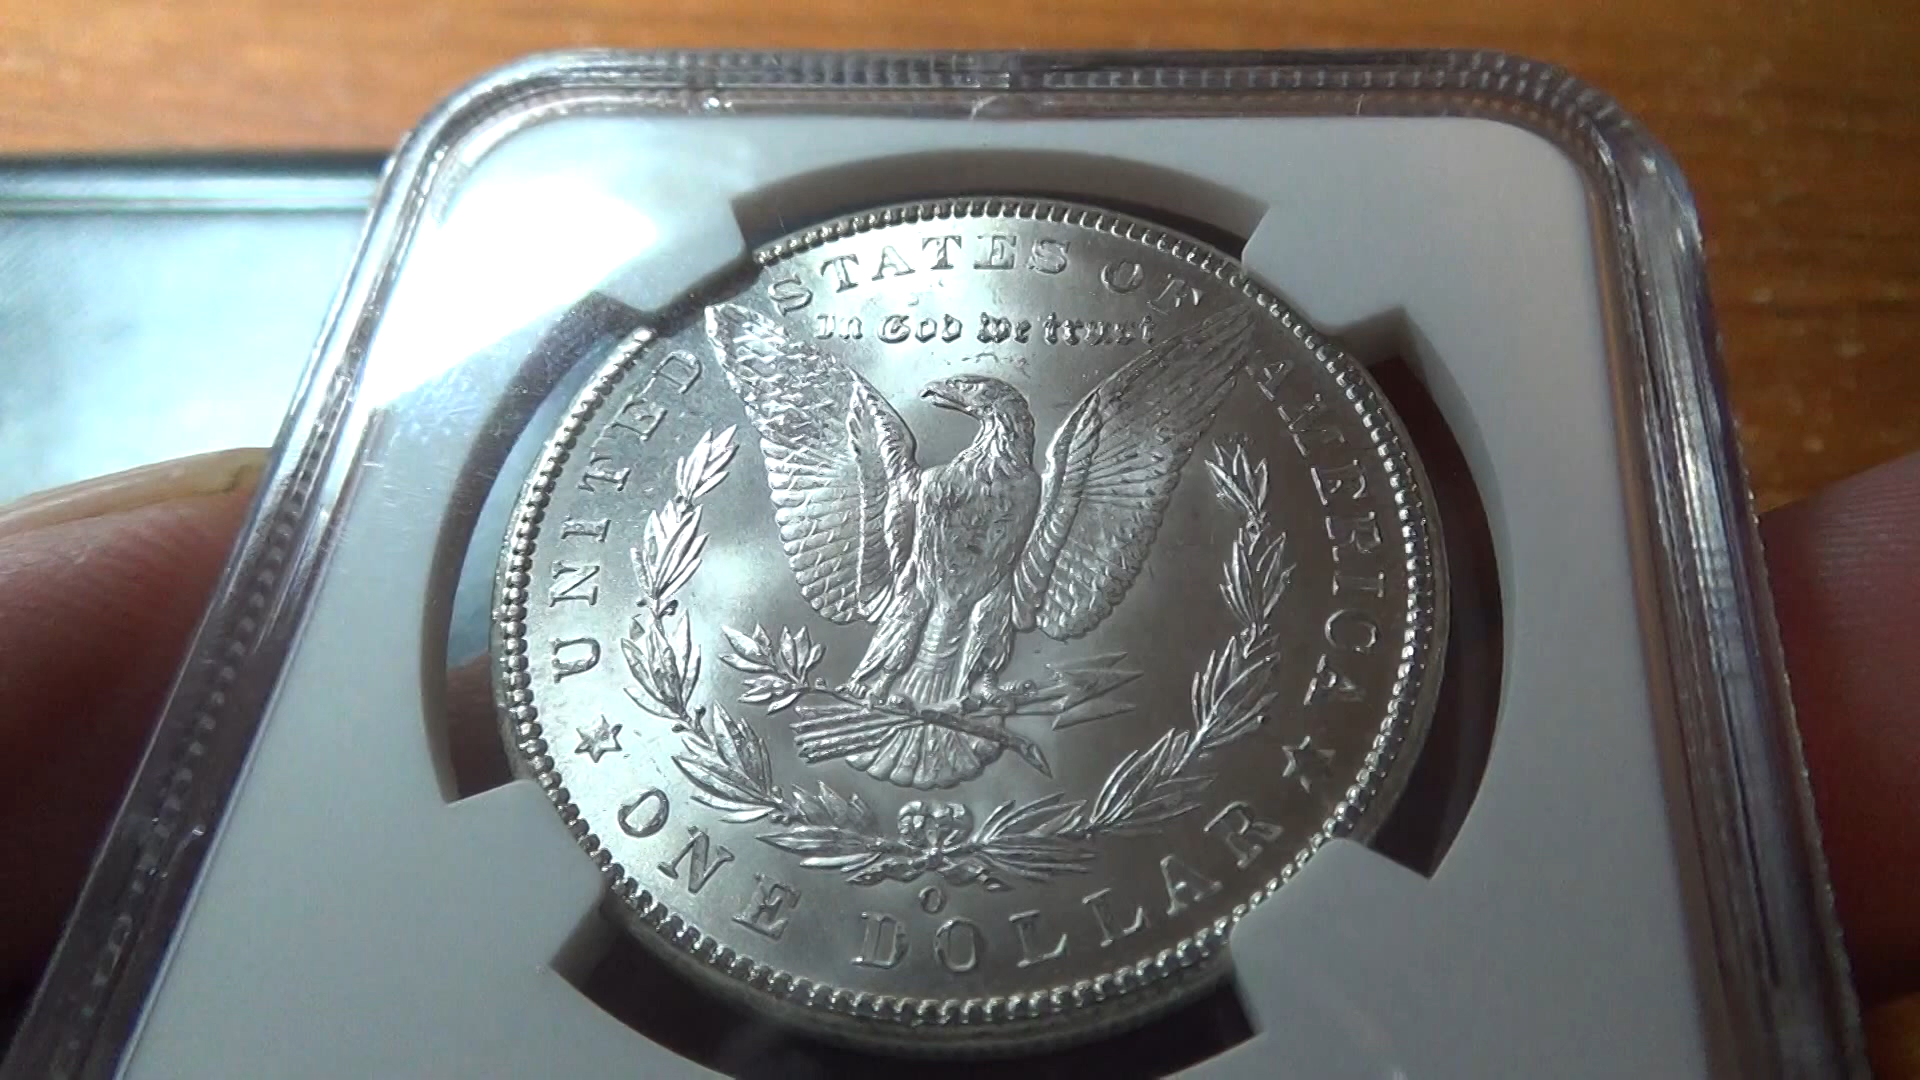 UNITED STATES OF AMERICA
In God We trust
O
★ ONE DOLLAR ★